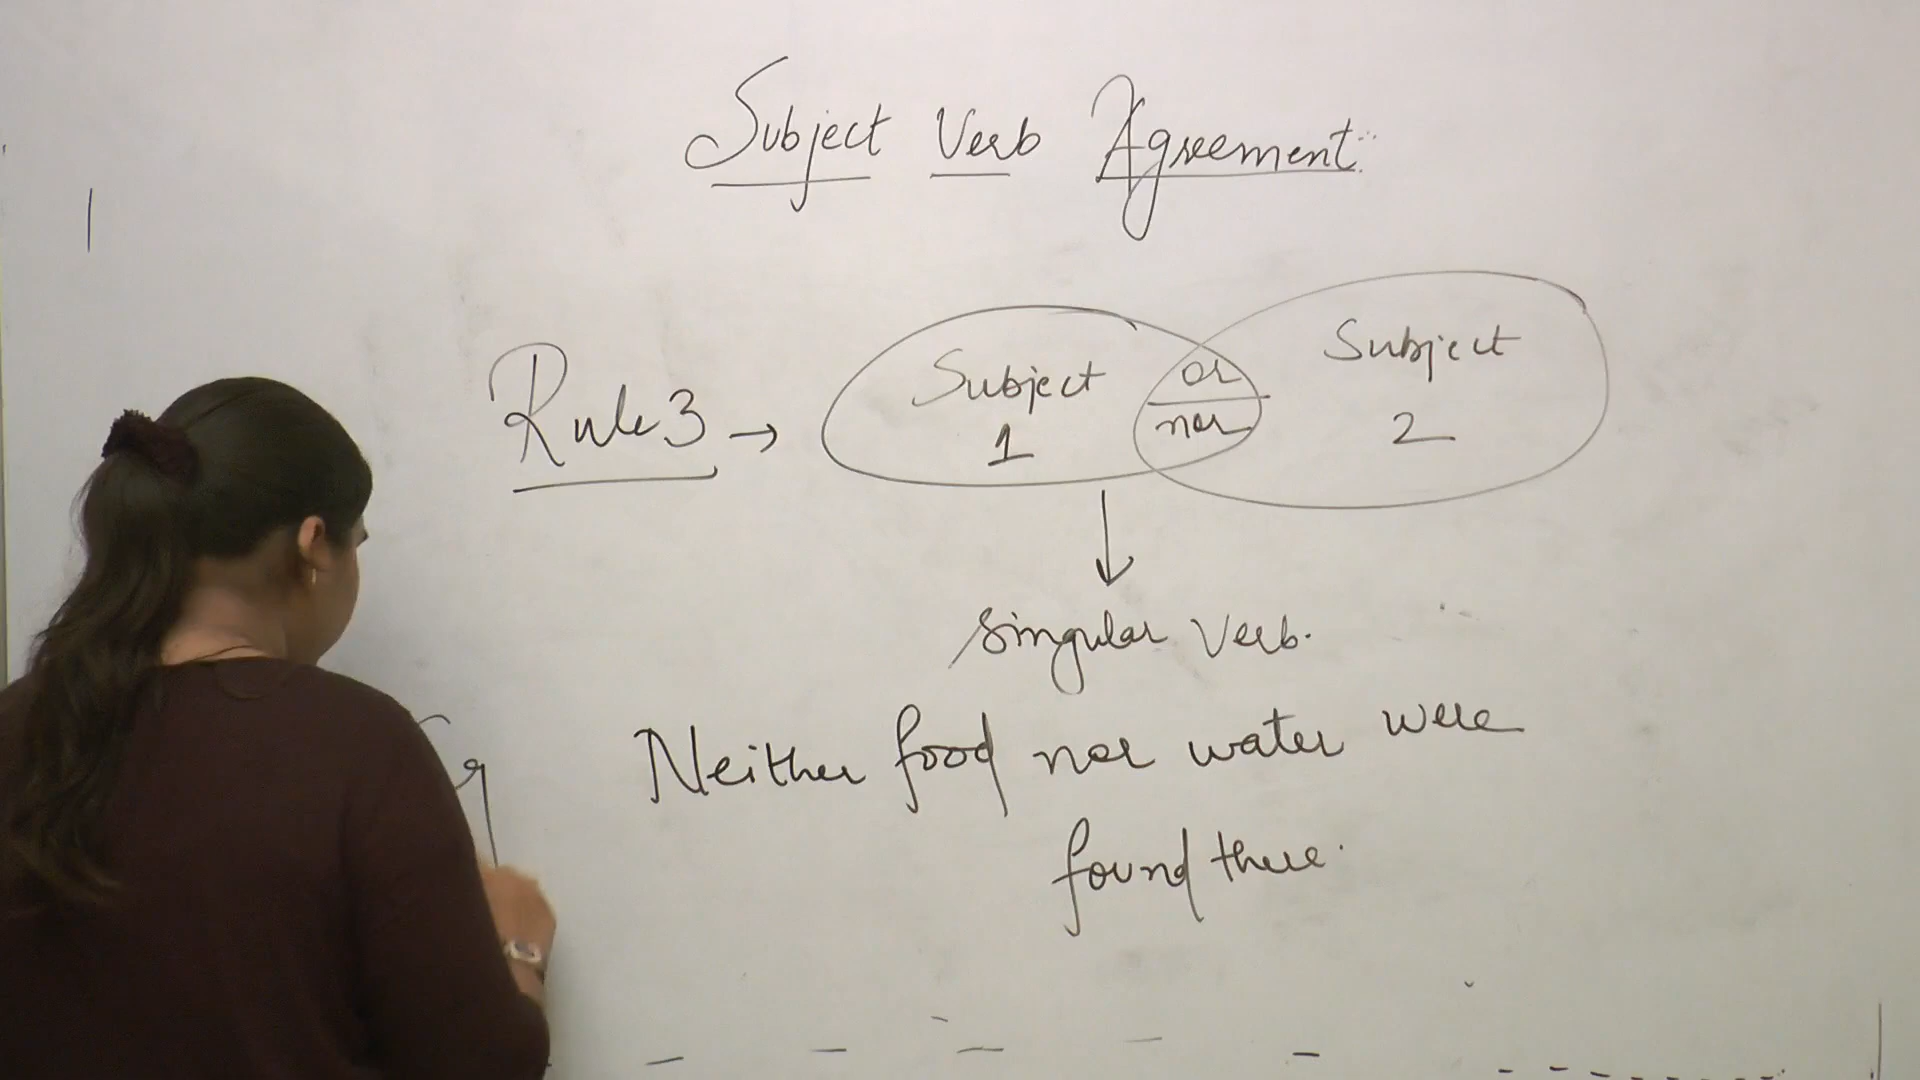 Subject Verb Agreement
Rule 3 → Subject 1 or nor Subject 2
↓
singular verb.
Eg Neither food nor water were
found there.